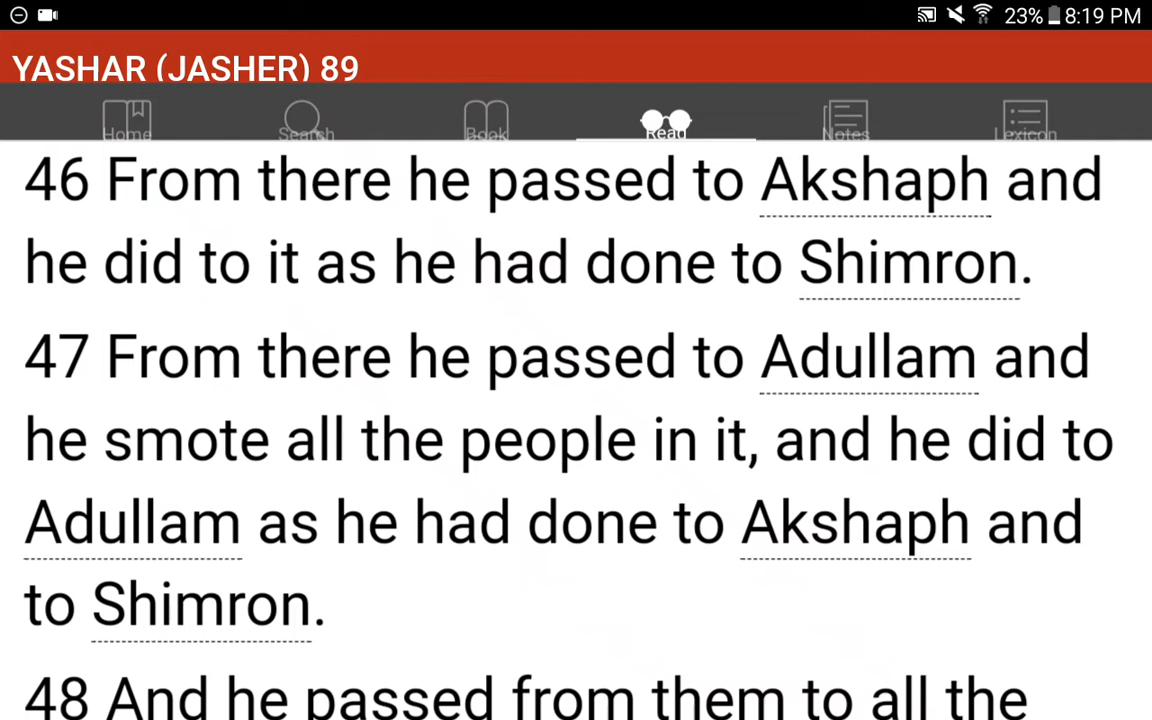 23% 8:19 PM
YASHAR (JASHER) 89
Home Search Book Read Notes Lexicon
46 From there he passed to Akshaph and
he did to it as he had done to Shimron.
47 From there he passed to Adullam and
he smote all the people in it, and he did to
Adullam as he had done to Akshaph and
to Shimron.
48 And he passed from them to all the